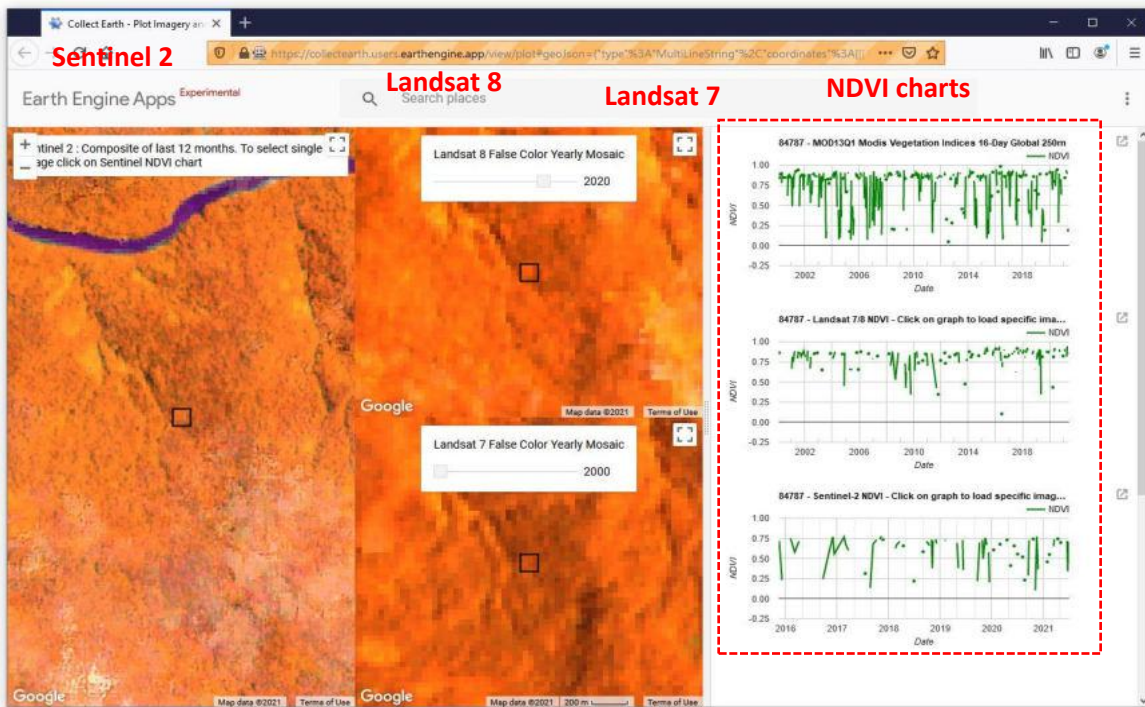 Collect Earth - Plot Imagery an
Sentinel 2
https://collectearth.users.earthengine.app/view/plot#geoJson={"type"%3A"MultiLineString"%2C"coordinates"%3A[[
Earth Engine Apps Experimental
Landsat 8
Search places
Landsat 7
NDVI charts
ntinel 2 : Composite of last 12 months. To select single
age click on Sentinel NDVI chart
Landsat 8 False Color Yearly Mosaic
2020
Google
Map data ©2021 Terms of Use
Landsat 7 False Color Yearly Mosaic
2000
Google
Map data ©2021 Terms of Use
Google
Map data ©2021 200 m Terms of Use
84787 - MOD13Q1 Modis Vegetation Indices 16-Day Global 250m
NDVI
1.00
0.75
0.50
0.25
0.00
-0.25
NDVI
2002 2006 2010 2014 2018
Date
84787 - Landsat 7/8 NDVI - Click on graph to load specific ima...
NDVI
1.00
0.75
0.50
0.25
0.00
-0.25
NDVI
2002 2006 2010 2014 2018
Date
84787 - Sentinel-2 NDVI - Click on graph to load specific imag...
NDVI
1.00
0.75
0.50
0.25
0.00
-0.25
NDVI
2016 2017 2018 2019 2020 2021
Date